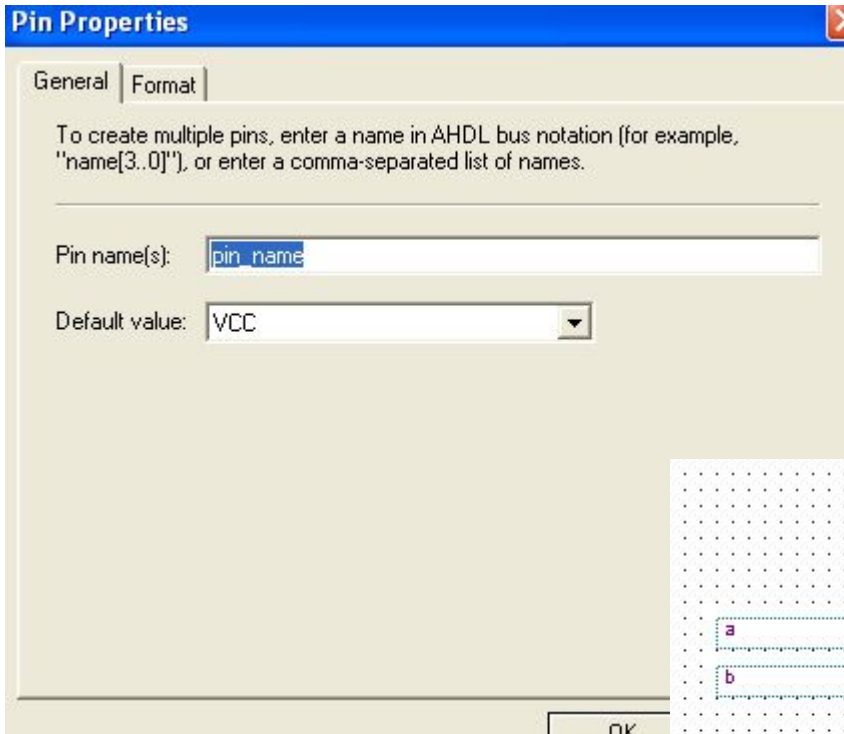 Pin Properties
General Format
To create multiple pins, enter a name in AHDL bus notation (for example,
"name[3..0]"), or enter a comma-separated list of names.
Pin name(s): pin_name
Default value: VCC
a
b
OK